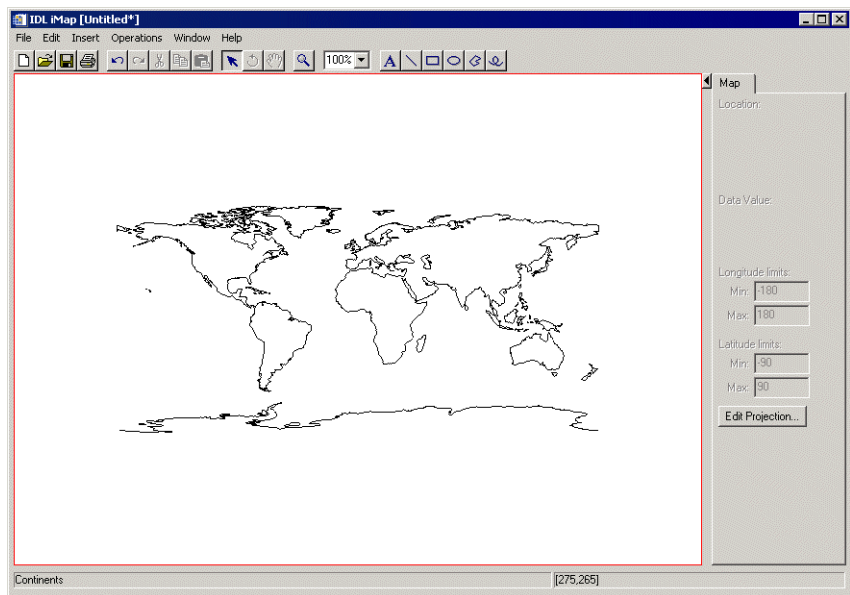 IDL iMap [Untitled*]
File Edit Insert Operations Window Help
100% A
Map
Location:
Data Value:
Longitude limits:
Min: -180
Max: 180
Latitude limits:
Min: -90
Max: 90
Edit Projection...
Continents [275,265]